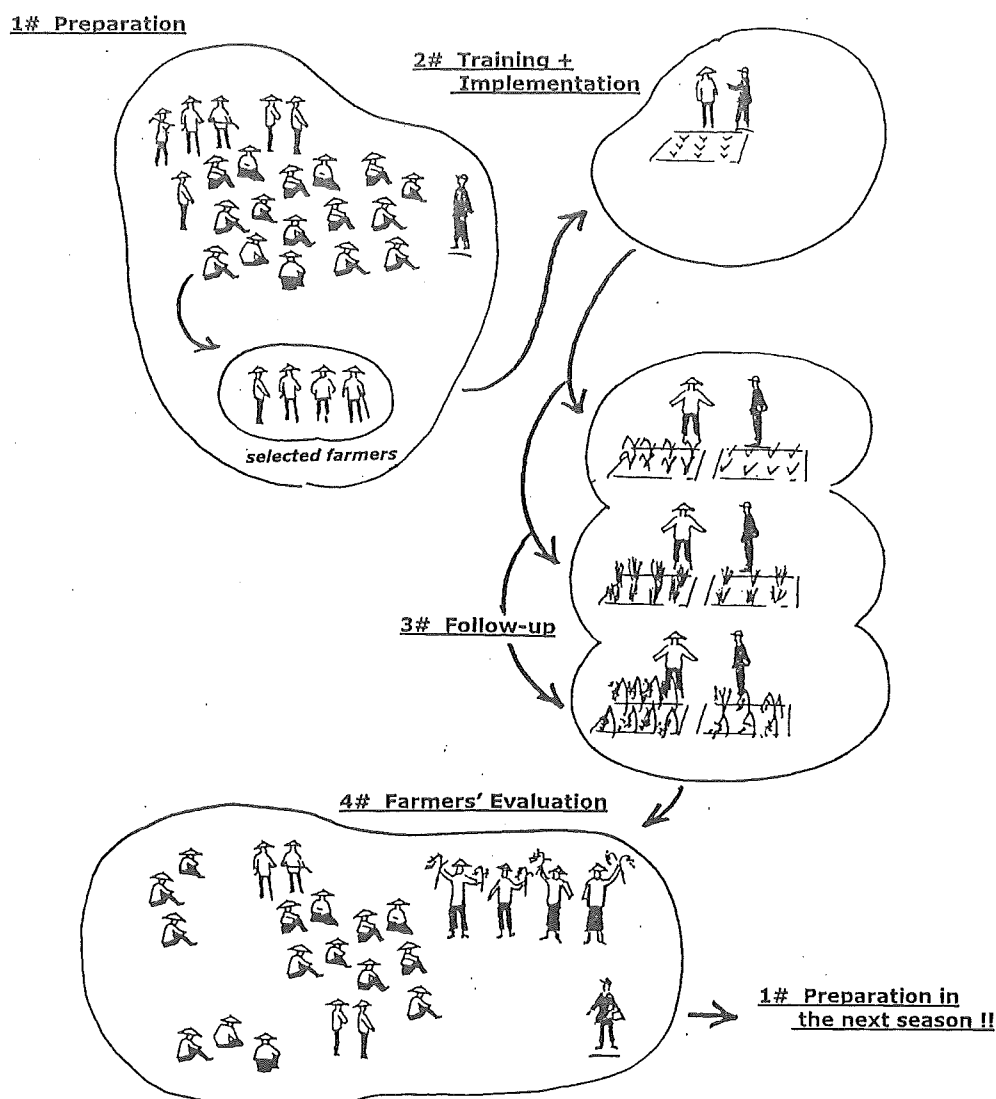 1# Preparation
2# Training +
Implementation
selected farmers
3# Follow-up
4# Farmers' Evaluation
1# Preparation in
the next season !!